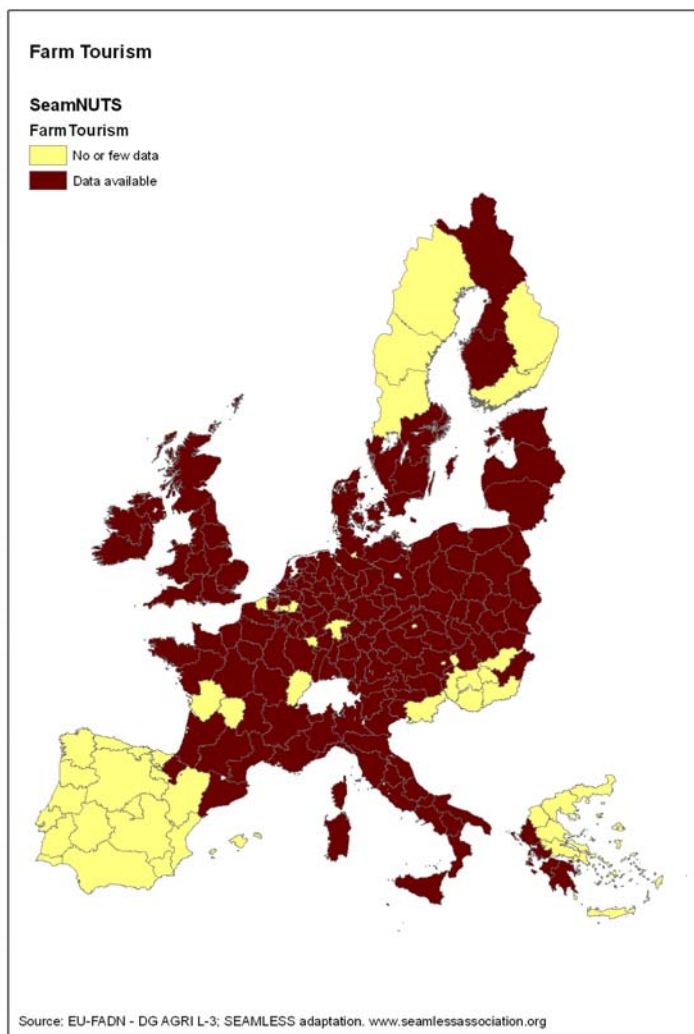 Farm Tourism
SeamNUTS
FarmTourism
No or few data
Data available
Source: EU-FADN - DG AGRI L-3; SEAMLESS adaptation. www.seamlessassociation.org